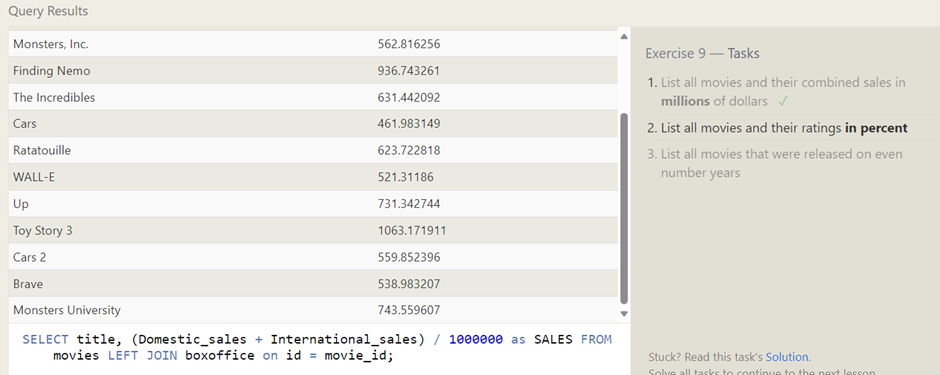 Query Results
Monsters, Inc. 562.816256
Finding Nemo 936.743261
The Incredibles 631.442092
Cars 461.983149
Ratatouille 623.722818
WALL-E 521.31186
Up 731.342744
Toy Story 3 1063.171911
Cars 2 559.852396
Brave 538.983207
Monsters University 743.559607
SELECT title, (Domestic_sales + International_sales) / 1000000 as SALES FROM
movies LEFT JOIN boxoffice on id = movie_id;
Exercise 9 — Tasks
1. List all movies and their combined sales in
millions of dollars ✓
2. List all movies and their ratings in percent
3. List all movies that were released on even
number years
Stuck? Read this task's Solution.
Solve all tasks to continue to the next lesson.